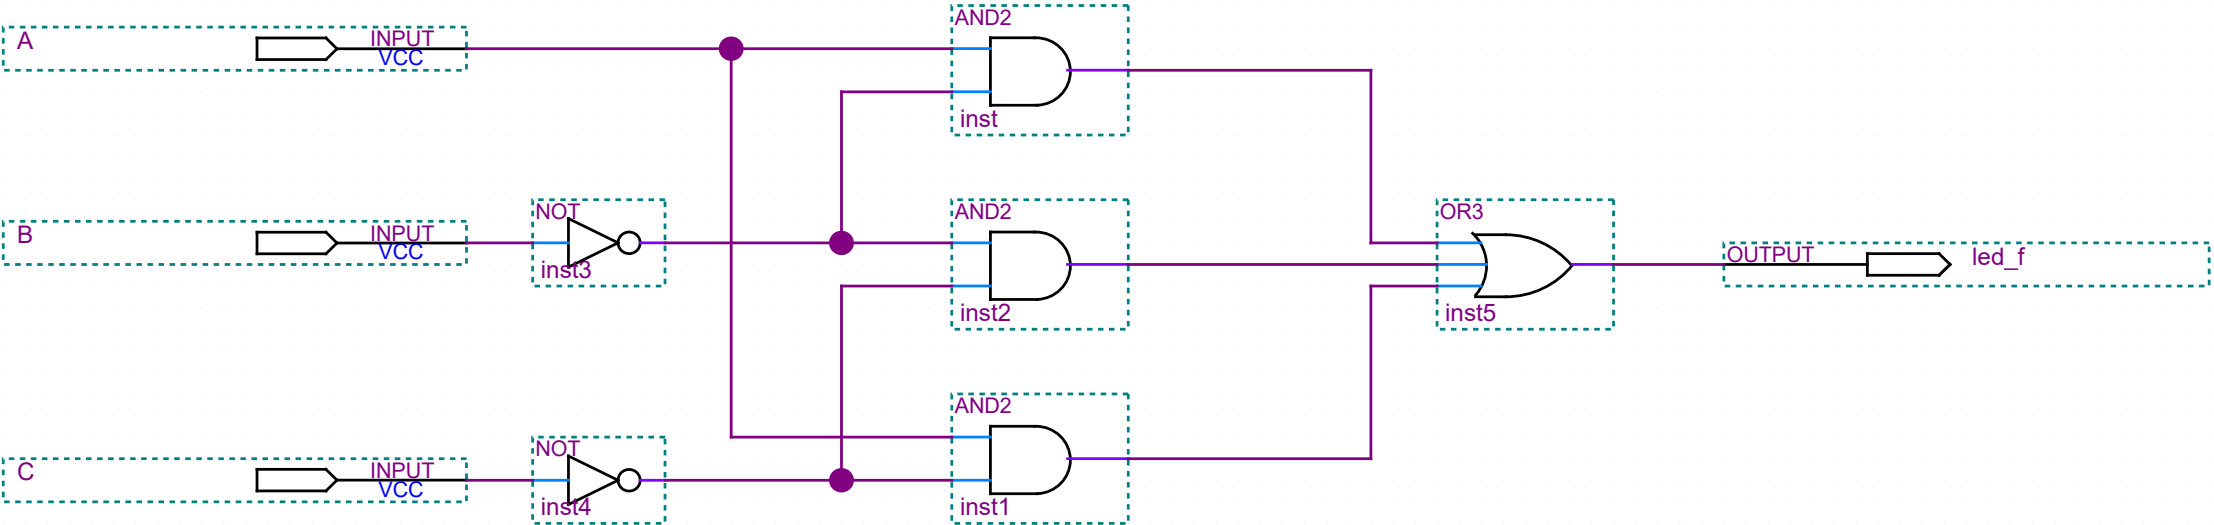 A
INPUT
VCC
AND2
inst
B
INPUT
VCC
NOT
inst3
AND2
inst2
OR3
inst5
OUTPUT
led_f
C
INPUT
VCC
NOT
inst4
AND2
inst1